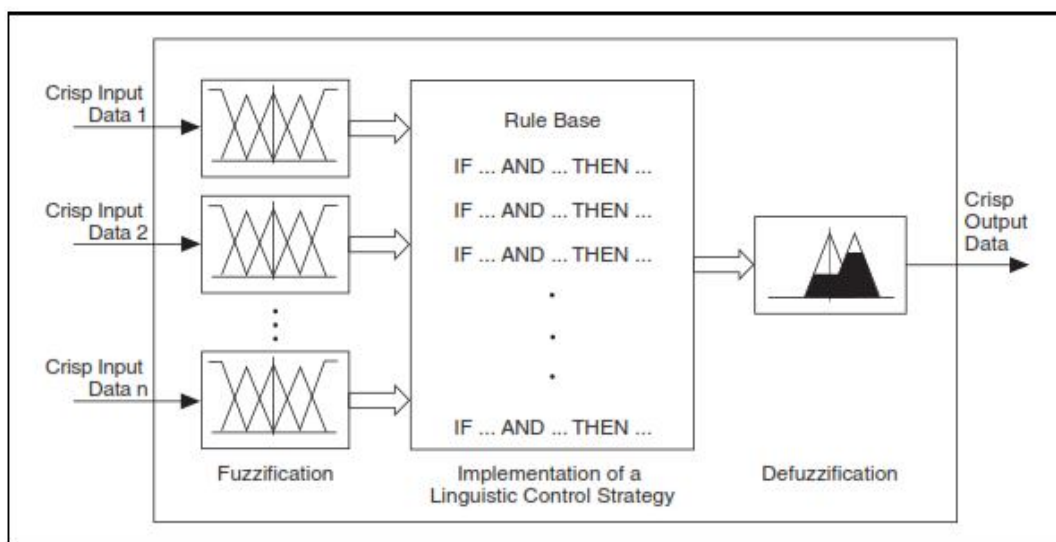 Crisp Input
Data 1
Crisp Input
Data 2
Crisp Input
Data n
Fuzzification
Rule Base
IF ... AND ... THEN ...
IF ... AND ... THEN ...
IF ... AND ... THEN ...
IF ... AND ... THEN ...
Implementation of a
Linguistic Control Strategy
Defuzzification
Crisp
Output
Data